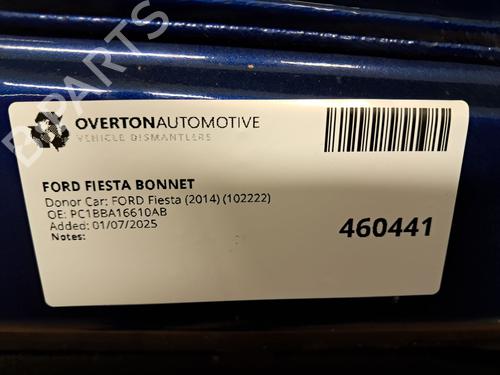 OVERTONAUTOMOTIVE
VEHICLE DISMANTLERS
FORD FIESTA BONNET
Donor Car: FORD Fiesta (2014) (102222)
OE: PC1BBA16610AB
Added: 01/07/2025
Notes:
460441
B-PARTS